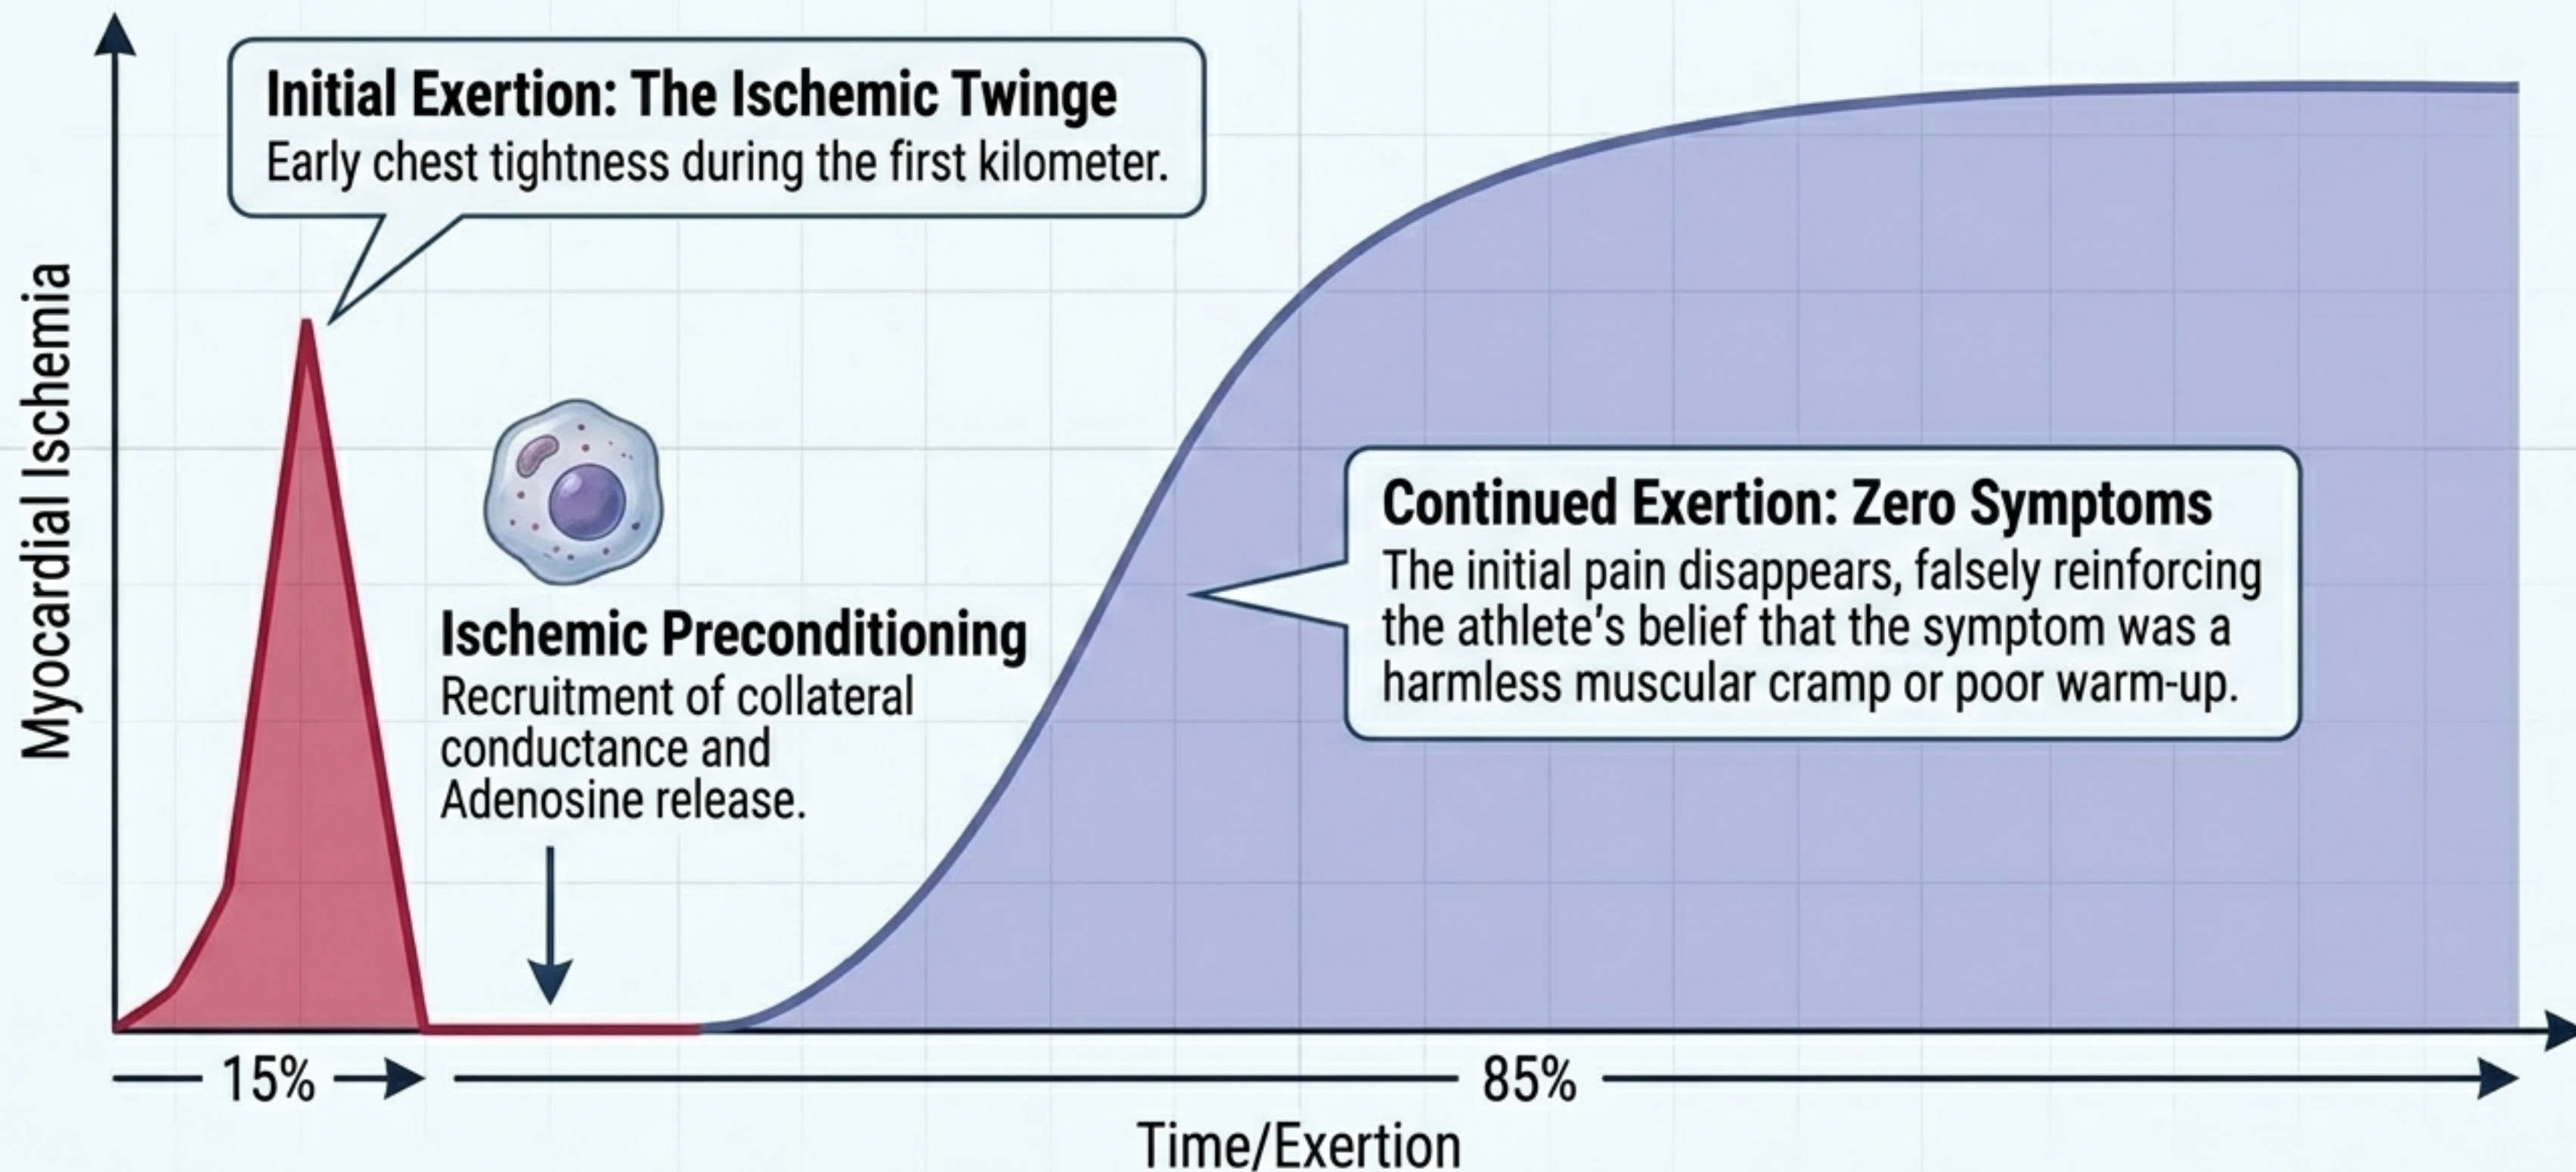 Initial Exertion: The Ischemic Twinge
Early chest tightness during the first kilometer.
Myocardial Ischemia
Ischemic Preconditioning
Recruitment of collateral
conductance and
Adenosine release.
Continued Exertion: Zero Symptoms
The initial pain disappears, falsely reinforcing
the athlete's belief that the symptom was a
harmless muscular cramp or poor warm-up.
15%
85%
Time/Exertion